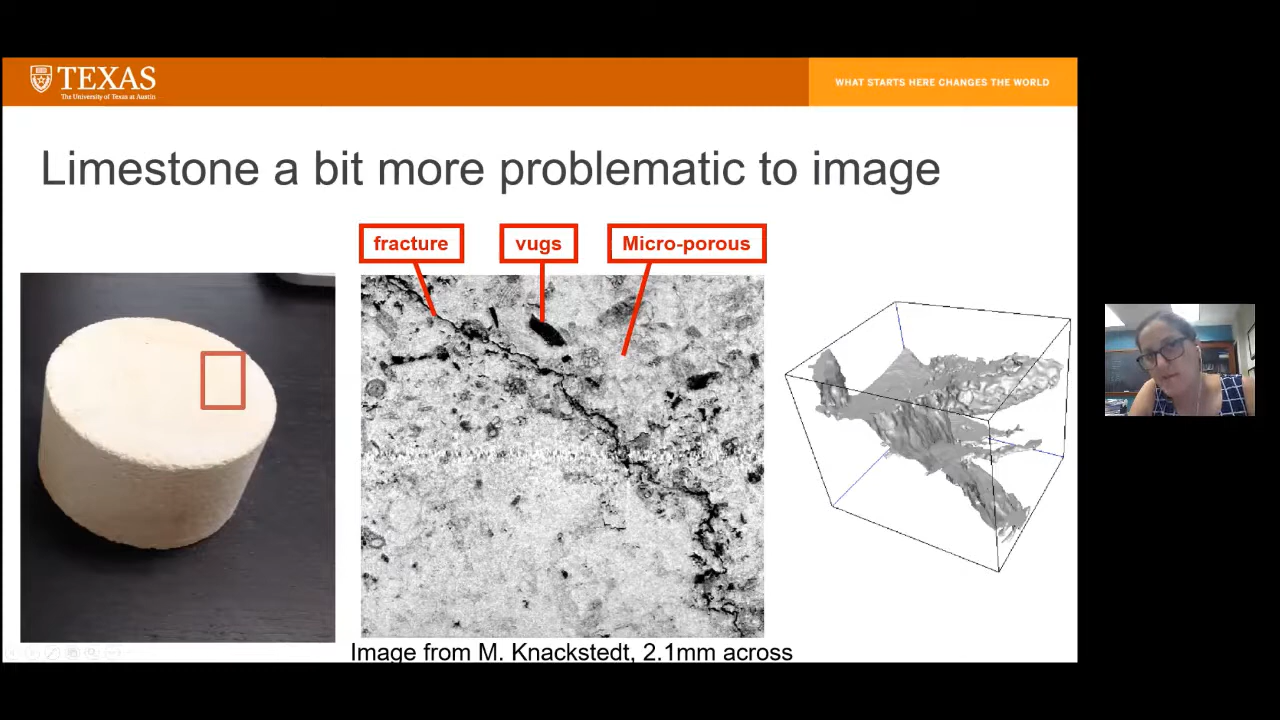 TEXAS
The University of Texas at Austin
WHAT STARTS HERE CHANGES THE WORLD
Limestone a bit more problematic to image
fracture
vugs
Micro-porous
Image from M. Knackstedt, 2.1mm across